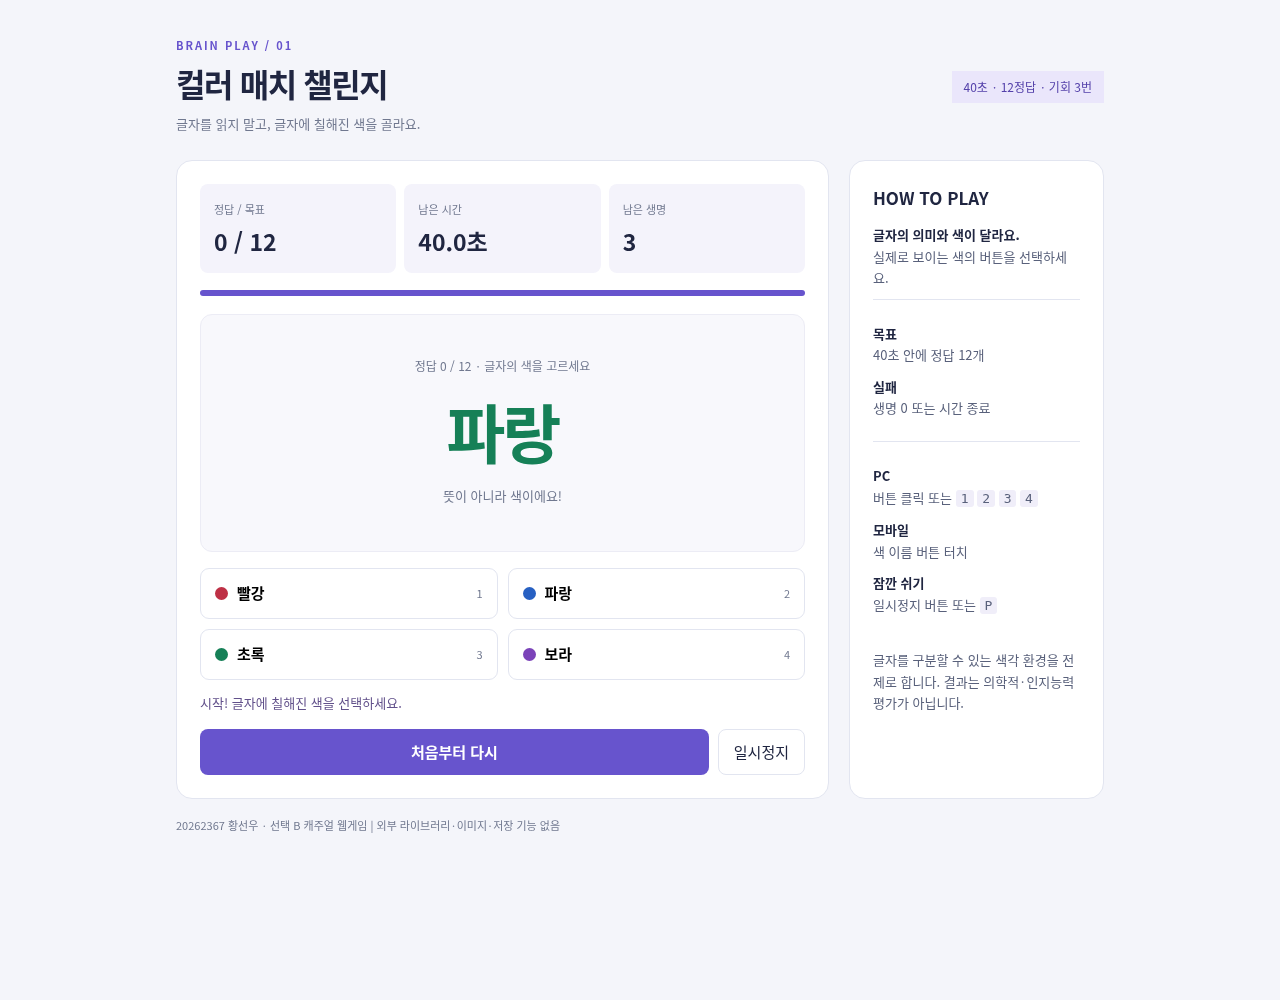 BRAIN PLAY / 01
컬러 매치 챌린지
글자를 읽지 말고, 글자에 칠해진 색을 골라요.
40초 · 12정답 · 기회 3번
정답 / 목표
0 / 12
남은 시간
40.0초
남은 생명
3
정답 0 / 12 · 글자의 색을 고르세요
파랑
뜻이 아니라 색이에요!
빨강 1
파랑 2
초록 3
보라 4
시작! 글자에 칠해진 색을 선택하세요.
처음부터 다시
일시정지
HOW TO PLAY
글자의 의미와 색이 달라요.
실제로 보이는 색의 버튼을 선택하세
요.
목표
40초 안에 정답 12개
실패
생명 0 또는 시간 종료
PC
버튼 클릭 또는 1 2 3 4
모바일
색 이름 버튼 터치
잠깐 쉬기
일시정지 버튼 또는 P
글자를 구분할 수 있는 색각 환경을 전
제로 합니다. 결과는 의학적·인지능력
평가가 아닙니다.
20262367 황선우 · 선택 B 캐주얼 웹게임 | 외부 라이브러리·이미지·저장 기능 없음